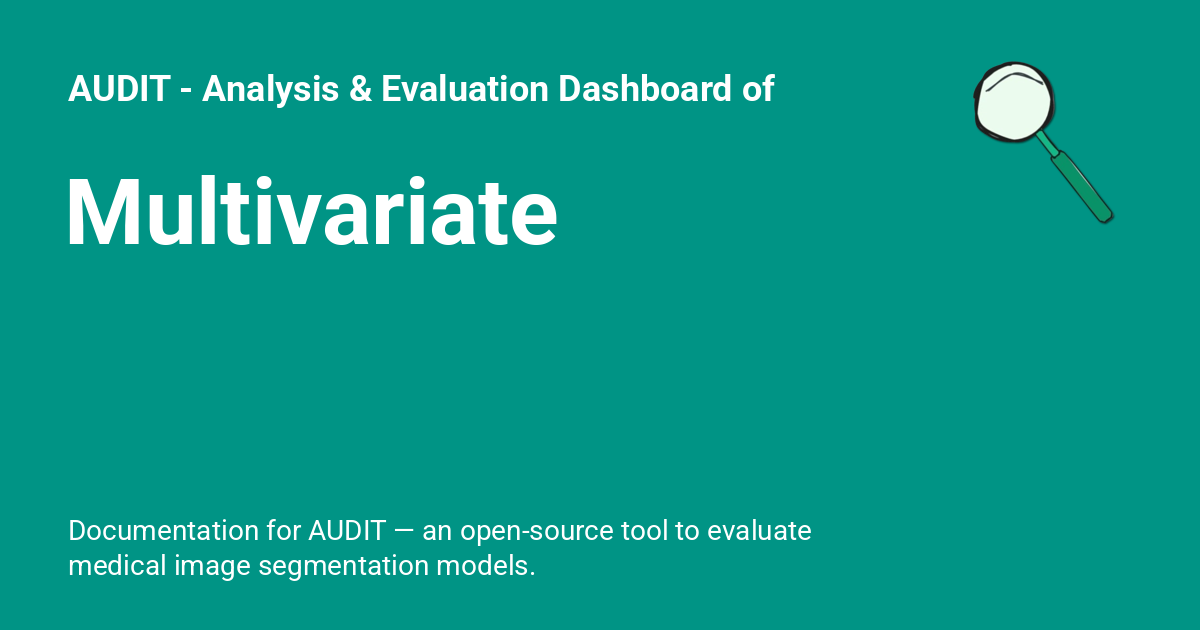 AUDIT - Analysis & Evaluation Dashboard of
Multivariate
Documentation for AUDIT — an open-source tool to evaluate
medical image segmentation models.